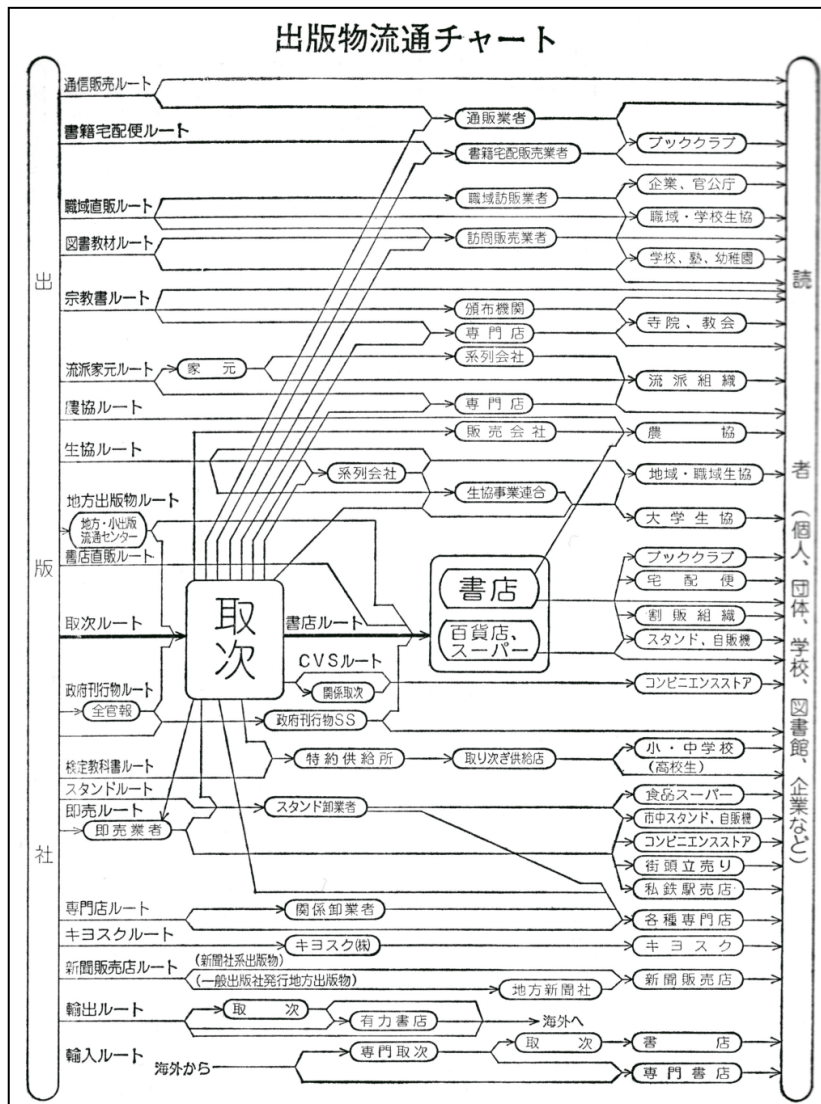 出版物流通チャート
出版社
読者（個人、団体、学校、図書館、企業など）
通信販売ルート
通販業者
書籍宅配便ルート
ブッククラブ
書籍宅配販売業者
企業、官公庁
職域訪販業者
職域直販ルート
職域・学校生協
訪問販売業者
図書教材ルート
学校、塾、幼稚園
宗教書ルート
頒布機関
寺院、教会
専門店
系列会社
流派家元ルート
家元
流派組織
専門店
農協ルート
販売会社
農協
生協ルート
系列会社
地域・職域生協
生協事業連合
地方出版物ルート
大学生協
地方・小出版
流通センター
書店直販ルート
ブッククラブ
書店
宅配便
取次ルート
取次
書店ルート
割販組織
百貨店、
スーパー
スタンド、自販機
CVSルート
関係取次
コンビニエンスストア
政府刊行物ルート
全官報
政府刊行物SS
小・中学校
(高校生)
特約供給所
取り次ぎ供給店
検定教科書ルート
スタンドルート
食品スーパー
即売ルート
スタンド卸業者
市中スタンド、自販機
即売業者
コンビニエンスストア
街頭立売り
私鉄駅売店
専門店ルート
関係卸業者
各種専門店
キヨスクルート
キヨスク㈱
キヨスク
新聞販売店ルート
(新聞社系出版物)
(一般出版社発行地方出版物)
新聞販売店
地方新聞社
輸出ルート
取次
有力書店
海外へ
輸入ルート
海外から
専門取次
取次
書店
専門書店